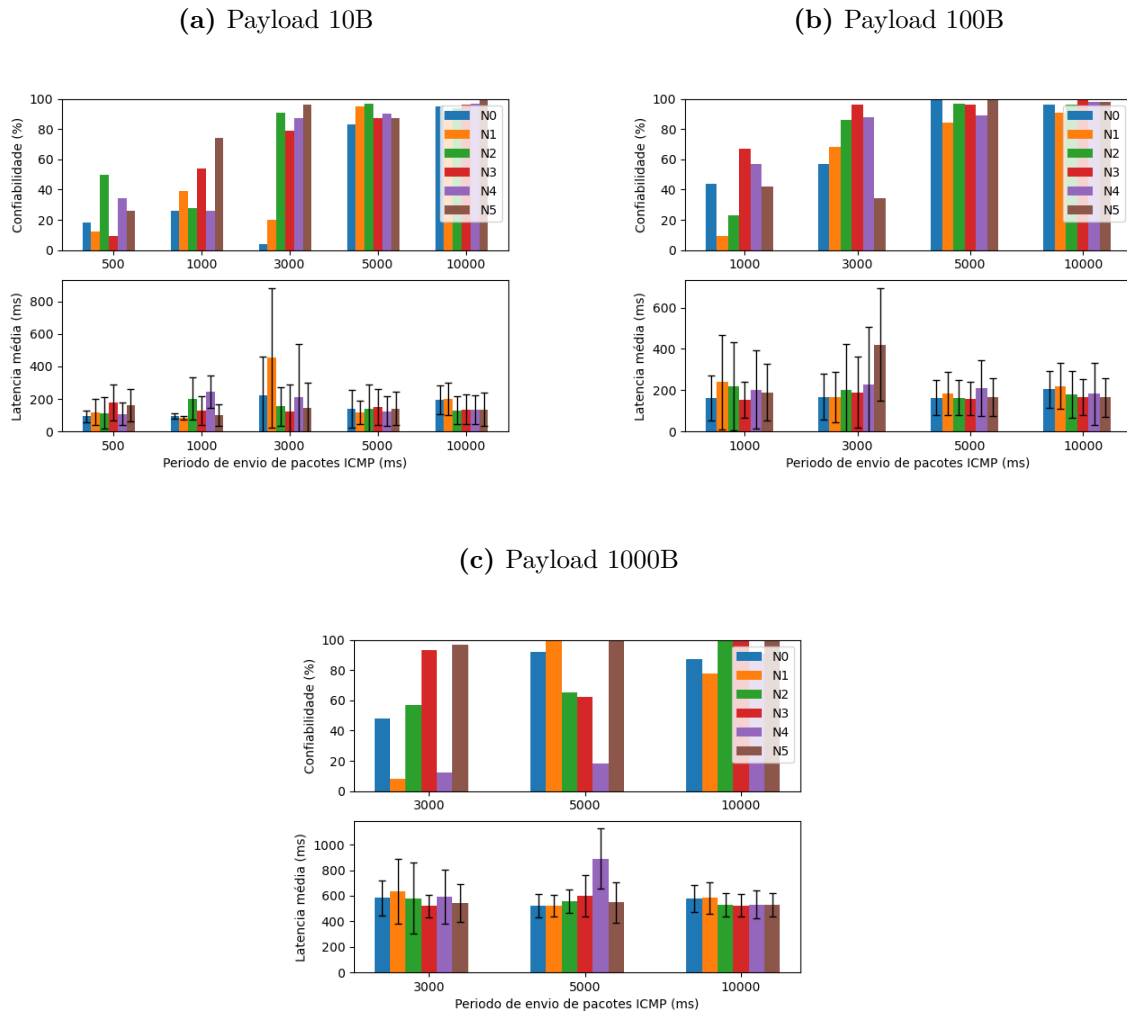 (a) Payload 10B
(b) Payload 100B
Confiabilidade (%)
100
80
60
40
20
0
N0
N1
N2
N3
N4
N5
500 1000 3000 5000 10000
Latencia média (ms)
800
600
400
200
0
500 1000 3000 5000 10000
Periodo de envio de pacotes ICMP (ms)
Confiabilidade (%)
100
80
60
40
20
0
N0
N1
N2
N3
N4
N5
1000 3000 5000 10000
Latencia média (ms)
600
400
200
0
1000 3000 5000 10000
Periodo de envio de pacotes ICMP (ms)
(c) Payload 1000B
Confiabilidade (%)
100
80
60
40
20
0
N0
N1
N2
N3
N4
N5
3000 5000 10000
Latencia média (ms)
1000
800
600
400
200
0
3000 5000 10000
Periodo de envio de pacotes ICMP (ms)